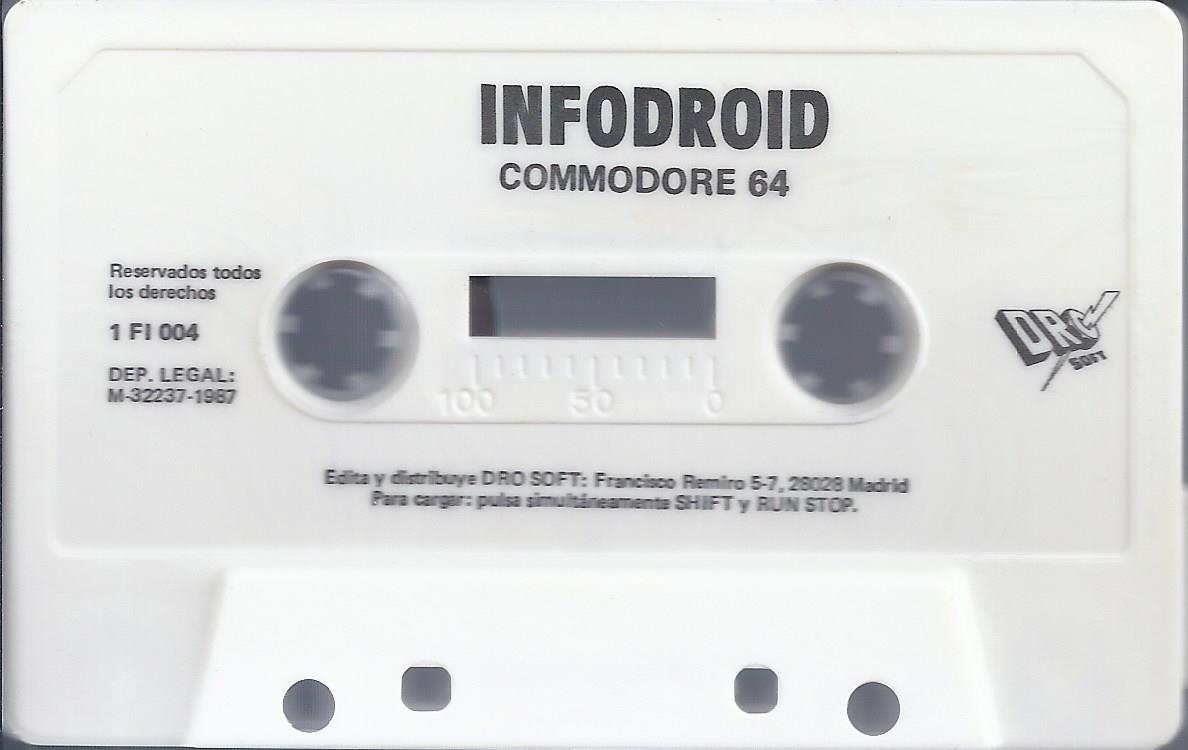 INFODROID
COMMODORE 64
Reservados todos
los derechos
1 FI 004
DEP. LEGAL:
M-32237-1987
DRO
SOFT
100 50 0
Edita y distribuye DRO SOFT: Francisco Remiro 5-7, 28028 Madrid
Para cargar: pulsa simultáneamente SHIFT y RUN STOP.